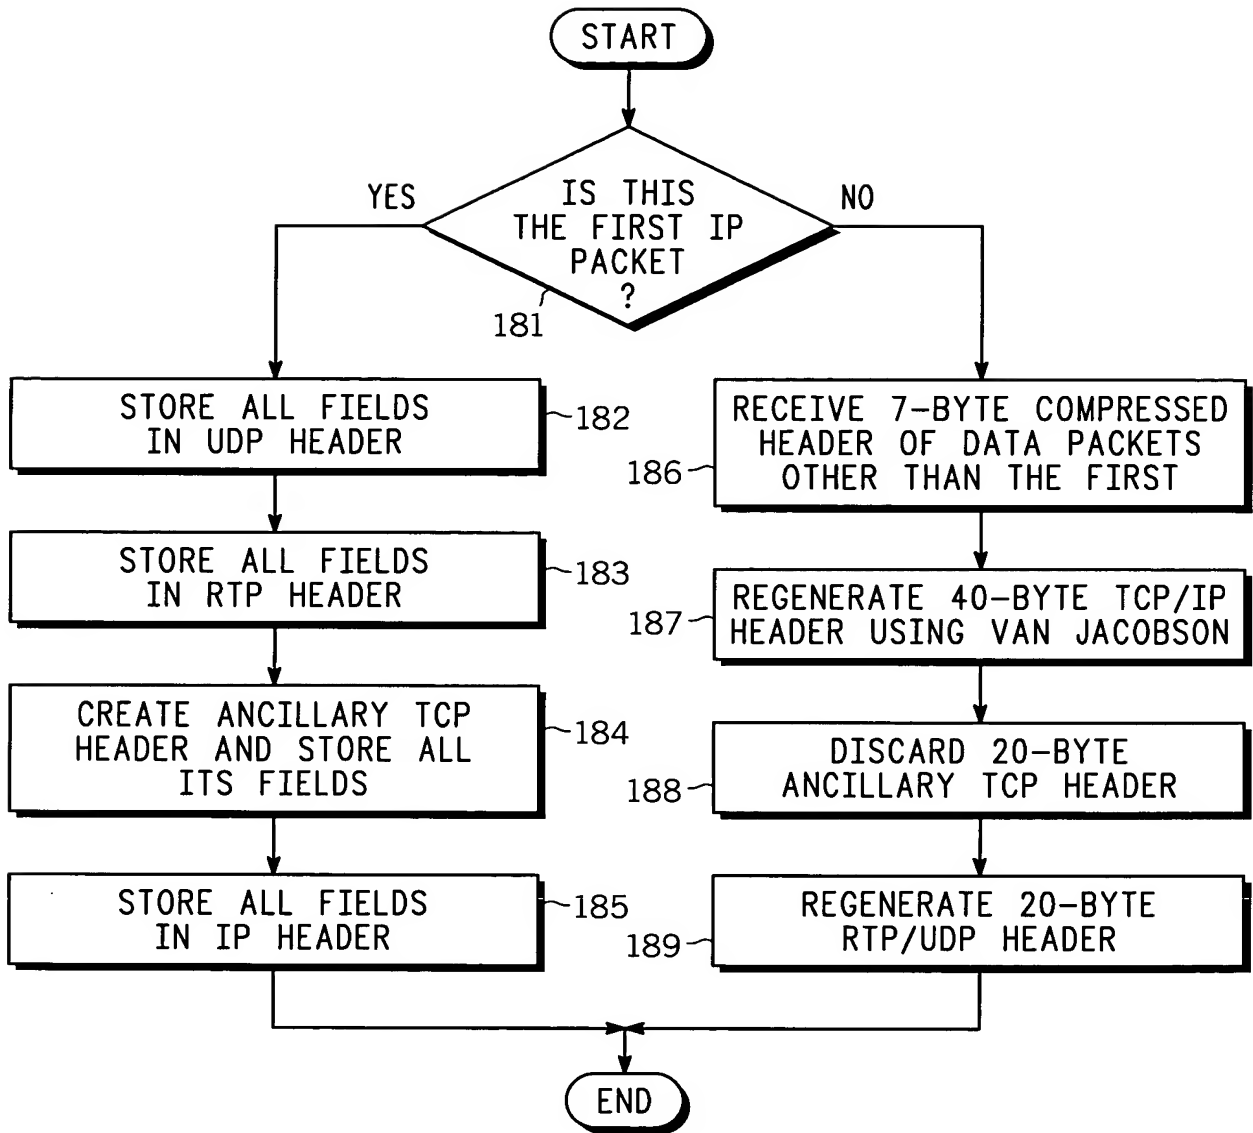 START
YES
IS THIS
THE FIRST IP
PACKET
?
NO
181
STORE ALL FIELDS
IN UDP HEADER
182
STORE ALL FIELDS
IN RTP HEADER
183
CREATE ANCILLARY TCP
HEADER AND STORE ALL
ITS FIELDS
184
STORE ALL FIELDS
IN IP HEADER
185
RECEIVE 7-BYTE COMPRESSED
HEADER OF DATA PACKETS
OTHER THAN THE FIRST
186
REGENERATE 40-BYTE TCP/IP
HEADER USING VAN JACOBSON
187
DISCARD 20-BYTE
ANCILLARY TCP HEADER
188
REGENERATE 20-BYTE
RTP/UDP HEADER
189
END